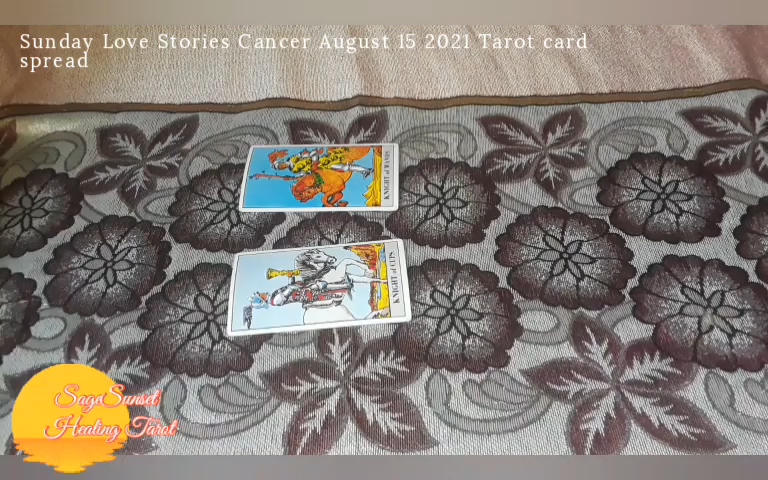 Sunday Love Stories Cancer August 15 2021 Tarot card
spread
KNIGHT of WANDS
KNIGHT of CUPS
SageSunset
Healing Tarot